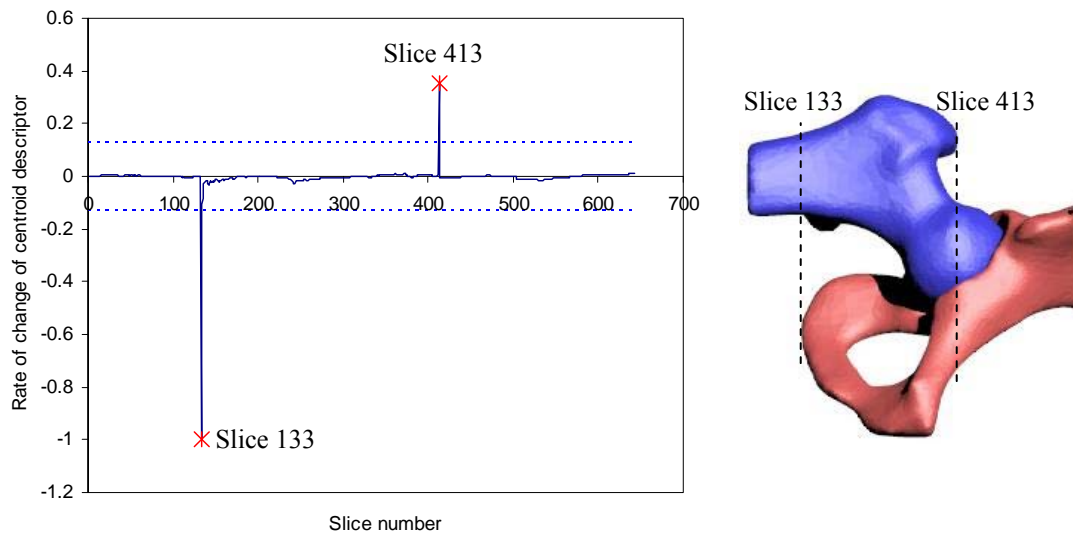 0.6
0.4
0.2
0
-0.2
-0.4
-0.6
-0.8
-1
-1.2
Rate of change of centroid descriptor
0 100 200 300 400 500 600 700
Slice number
Slice 413
Slice 133
Slice 133 Slice 413